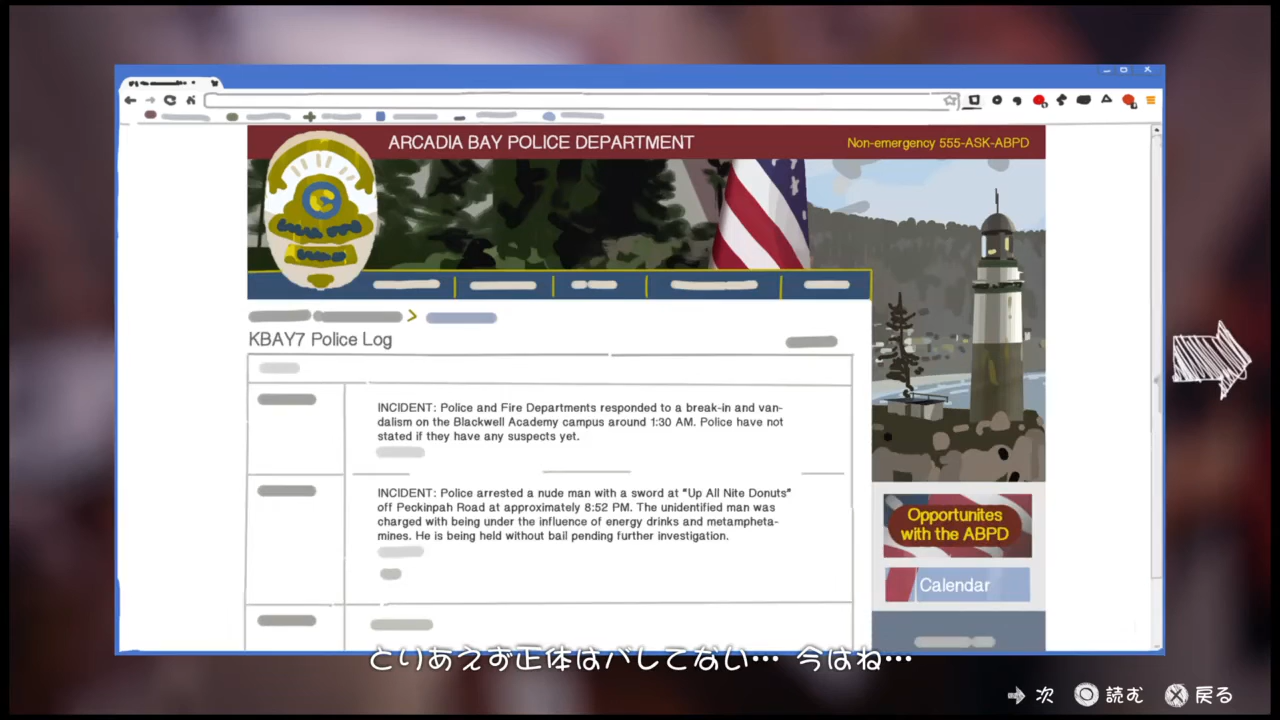 ARCADIA BAY POLICE DEPARTMENT
Non-emergency 555-ASK-ABPD
KBAY7 Police Log
INCIDENT: Police and Fire Departments responded to a break-in and van-
dalism on the Blackwell Academy campus around 1:30 AM. Police have not
stated if they have any suspects yet.
INCIDENT: Police arrested a nude man with a sword at "Up All Nite Donuts"
off Peckinpah Road at approximately 8:52 PM. The unidentified man was
charged with being under the influence of energy drinks and metampheta-
mines. He is being held without bail pending further investigation.
Opportunites
with the ABPD
Calendar
とりあえず正体はバレてない… 今はね…
次 読む 戻る